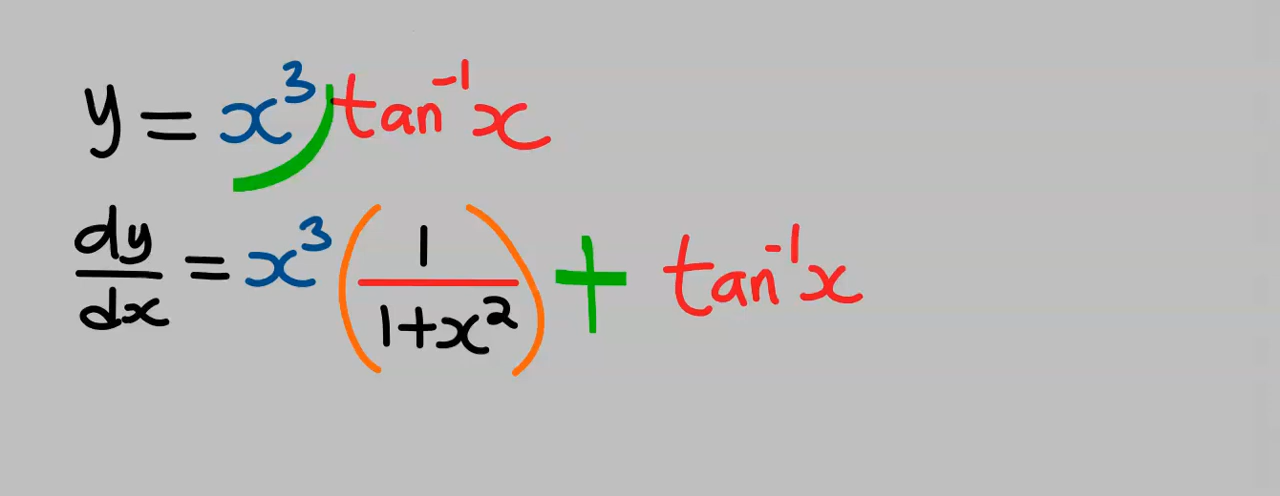 y = x³ tan⁻¹x
dy/dx = x³ (1/(1+x²)) + tan⁻¹x